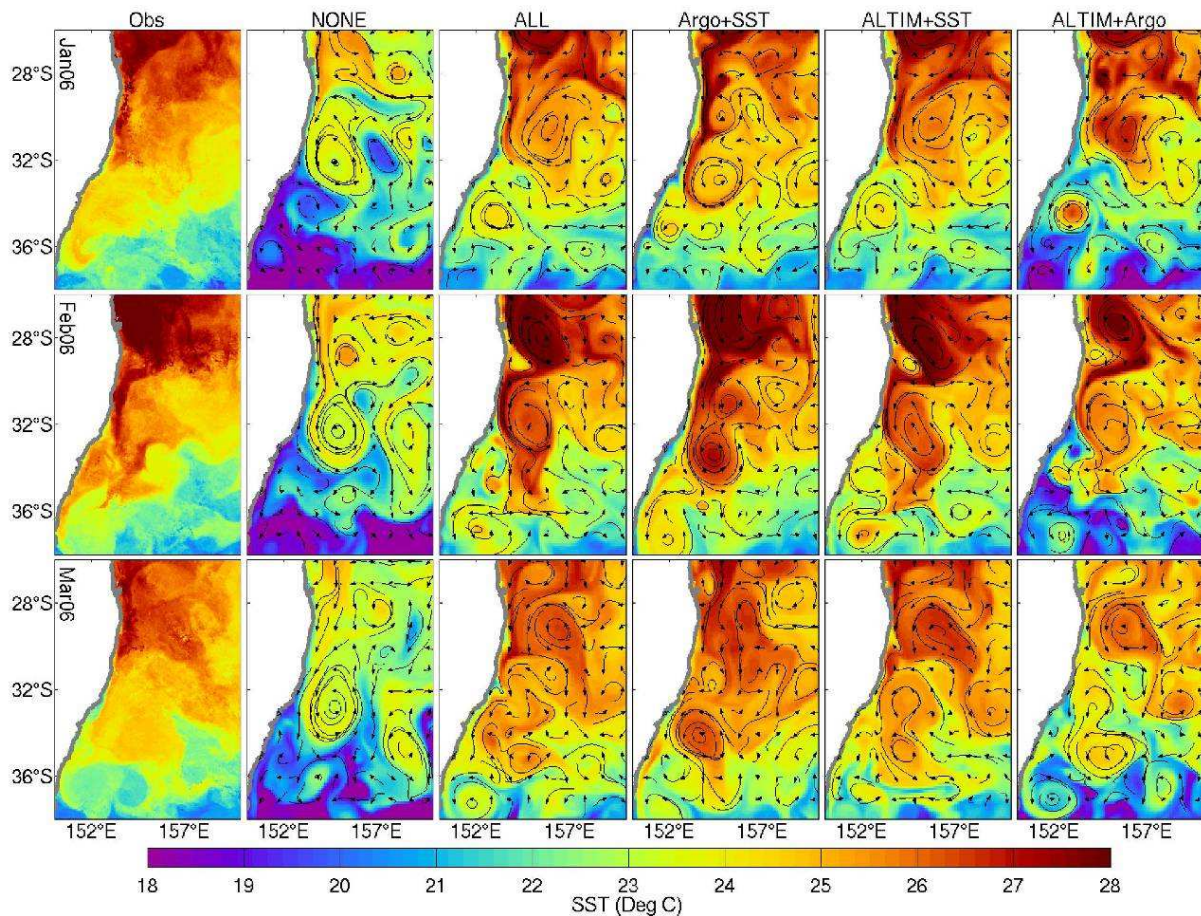 Obs NONE ALL Argo+SST ALTIM+SST ALTIM+Argo
Jan06
28°S
32°S
36°S
Feb06
28°S
32°S
36°S
Mar06
28°S
32°S
36°S
152°E 157°E 152°E 157°E 152°E 157°E 152°E 157°E 152°E 157°E 152°E 157°E
18 19 20 21 22 23 24 25 26 27 28
SST (Deg C)